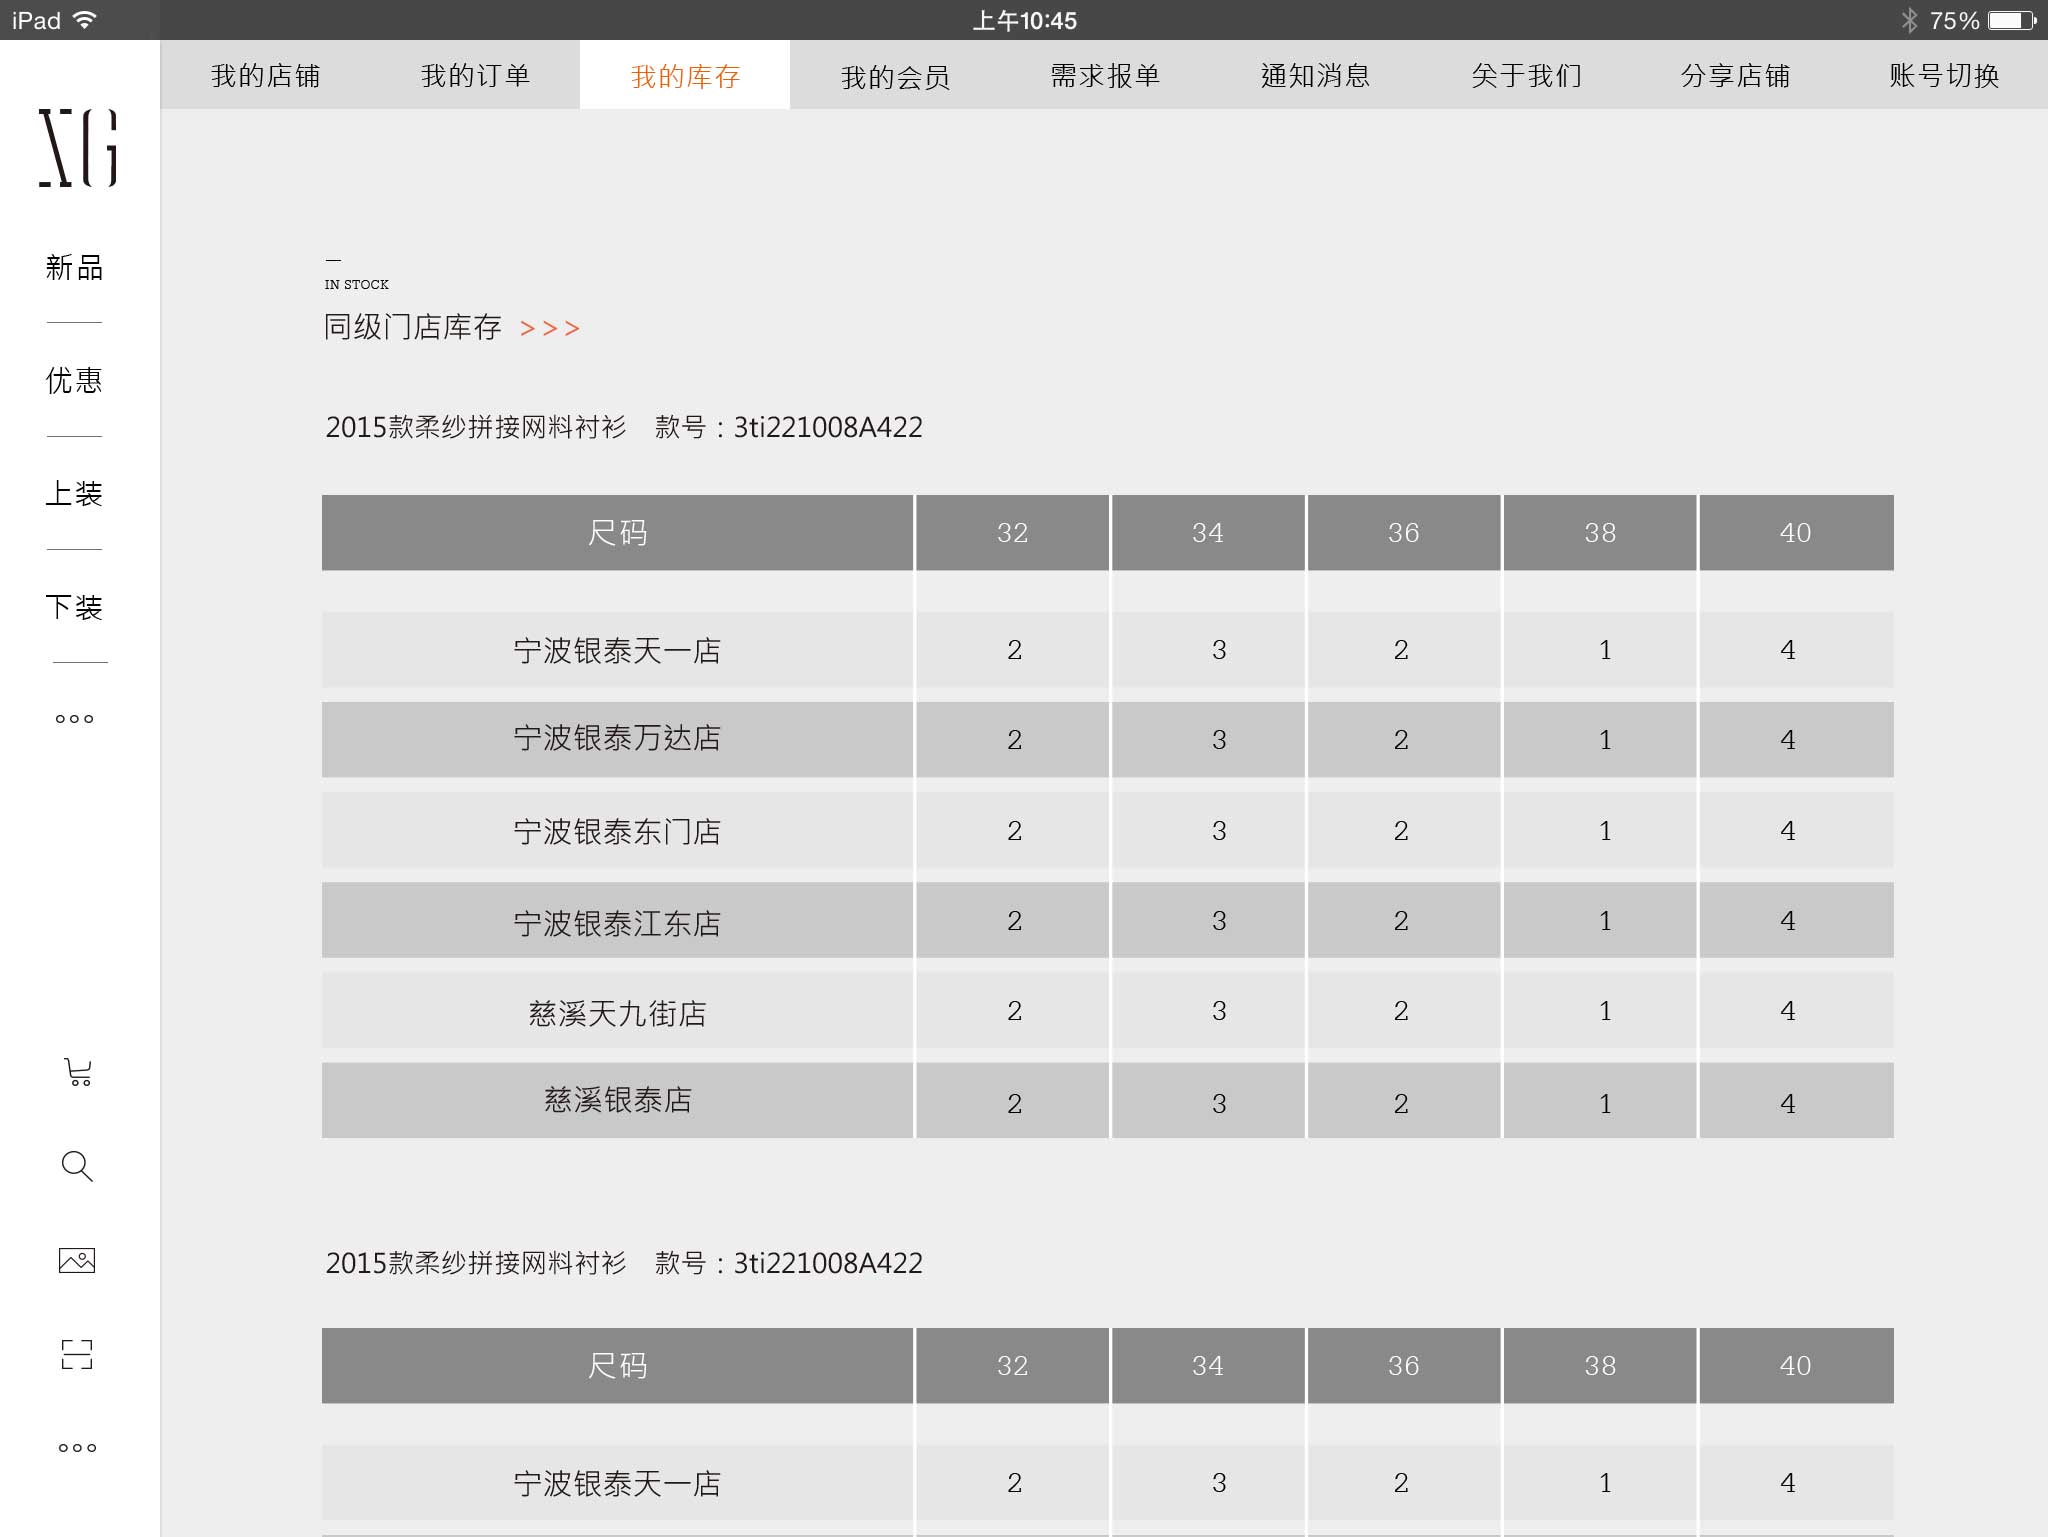 iPad 上午10:45 75%
我的店铺 我的订单 我的库存 我的会员 需求报单 通知消息 关于我们 分享店铺 账号切换
XG
新品
优惠
上装
下装
IN STOCK
同级门店库存 >>>
2015款柔纱拼接网料衬衫 款号：3ti221008A422
尺码 32 34 36 38 40
宁波银泰天一店 2 3 2 1 4
宁波银泰万达店 2 3 2 1 4
宁波银泰东门店 2 3 2 1 4
宁波银泰江东店 2 3 2 1 4
慈溪天九街店 2 3 2 1 4
慈溪银泰店 2 3 2 1 4
2015款柔纱拼接网料衬衫 款号：3ti221008A422
尺码 32 34 36 38 40
宁波银泰天一店 2 3 2 1 4